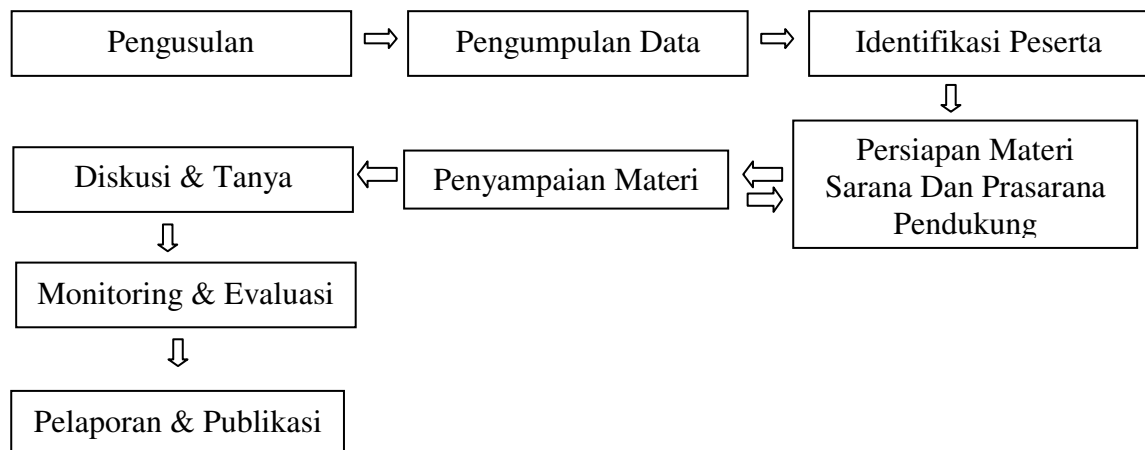 Pengusulan
Pengumpulan Data
Identifikasi Peserta
Persiapan Materi
Sarana Dan Prasarana
Pendukung
Penyampaian Materi
Diskusi & Tanya
Monitoring & Evaluasi
Pelaporan & Publikasi